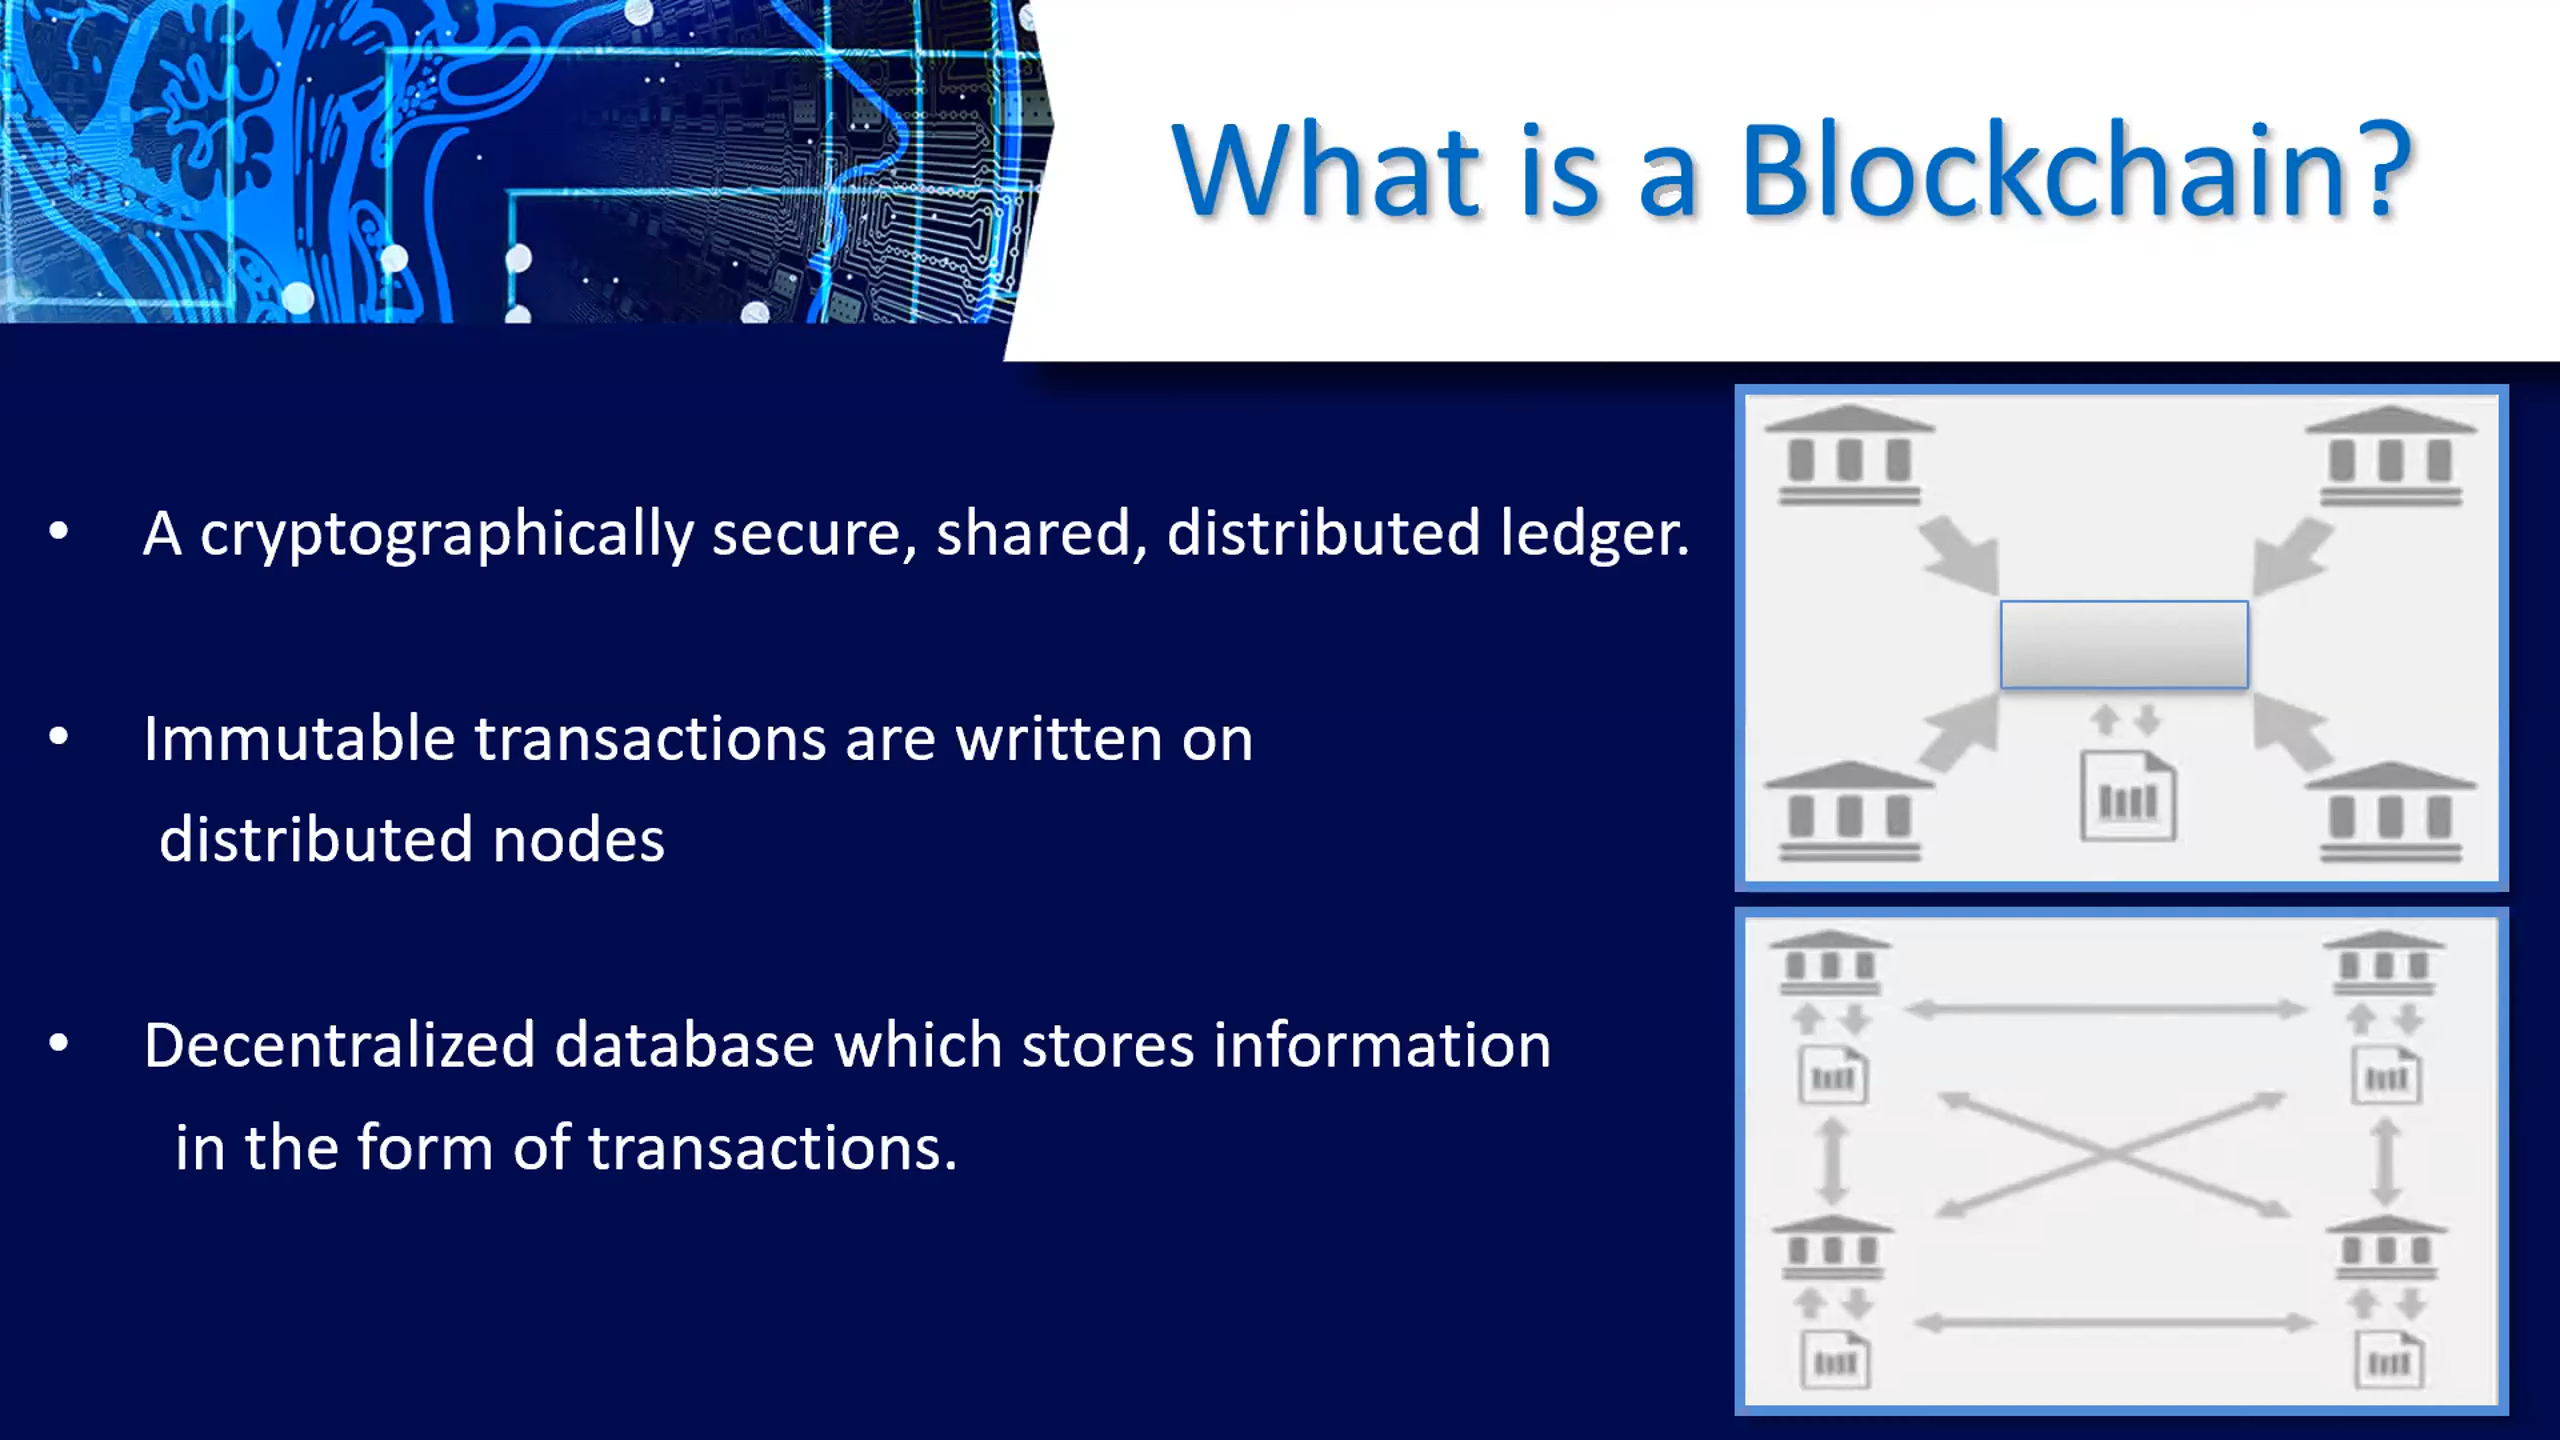 What is a Blockchain?
• A cryptographically secure, shared, distributed ledger.
• Immutable transactions are written on
distributed nodes
• Decentralized database which stores information
in the form of transactions.